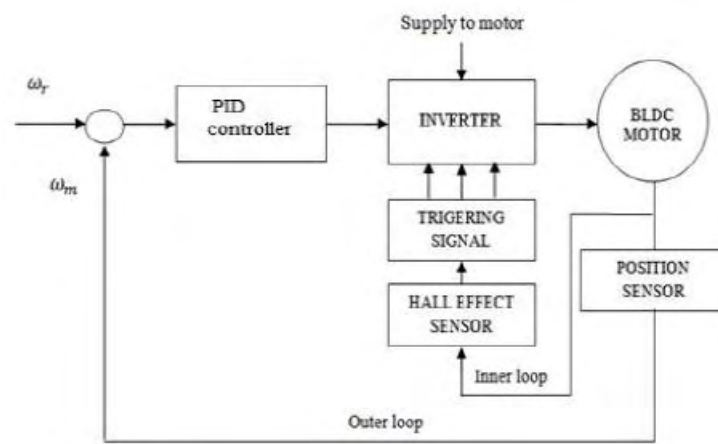 Supply to motor
ωr
PID
controller
INVERTER
BLDC
MOTOR
ωm
TRIGERING
SIGNAL
POSITION
SENSOR
HALL EFFECT
SENSOR
Inner loop
Outer loop